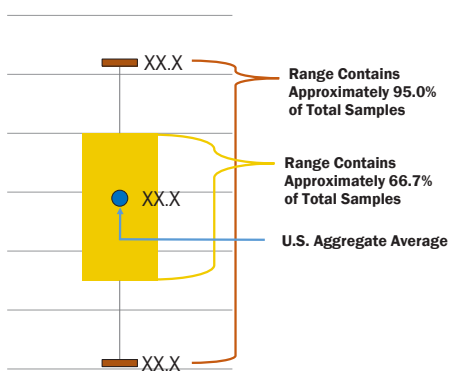 XX.X
Range Contains
Approximately 95.0%
of Total Samples
Range Contains
Approximately 66.7%
of Total Samples
XX.X
U.S. Aggregate Average
XX.X